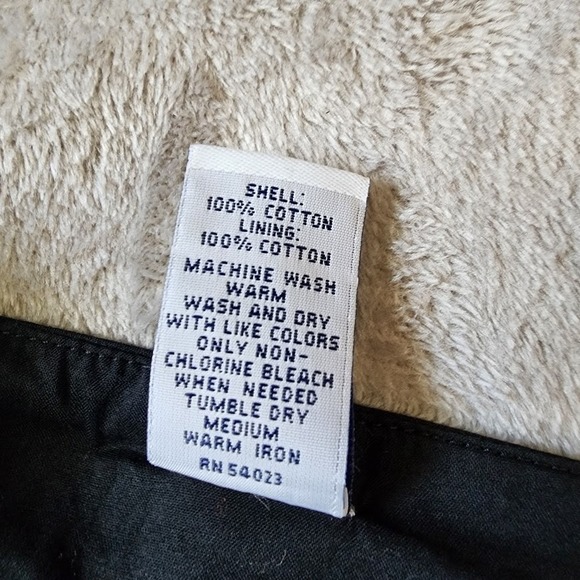 SHELL:
100% COTTON
LINING:
100% COTTON
MACHINE WASH
WARM
WASH AND DRY
WITH LIKE COLORS
ONLY NON-
CHLORINE BLEACH
WHEN NEEDED
TUMBLE DRY
MEDIUM
WARM IRON
RN 54023